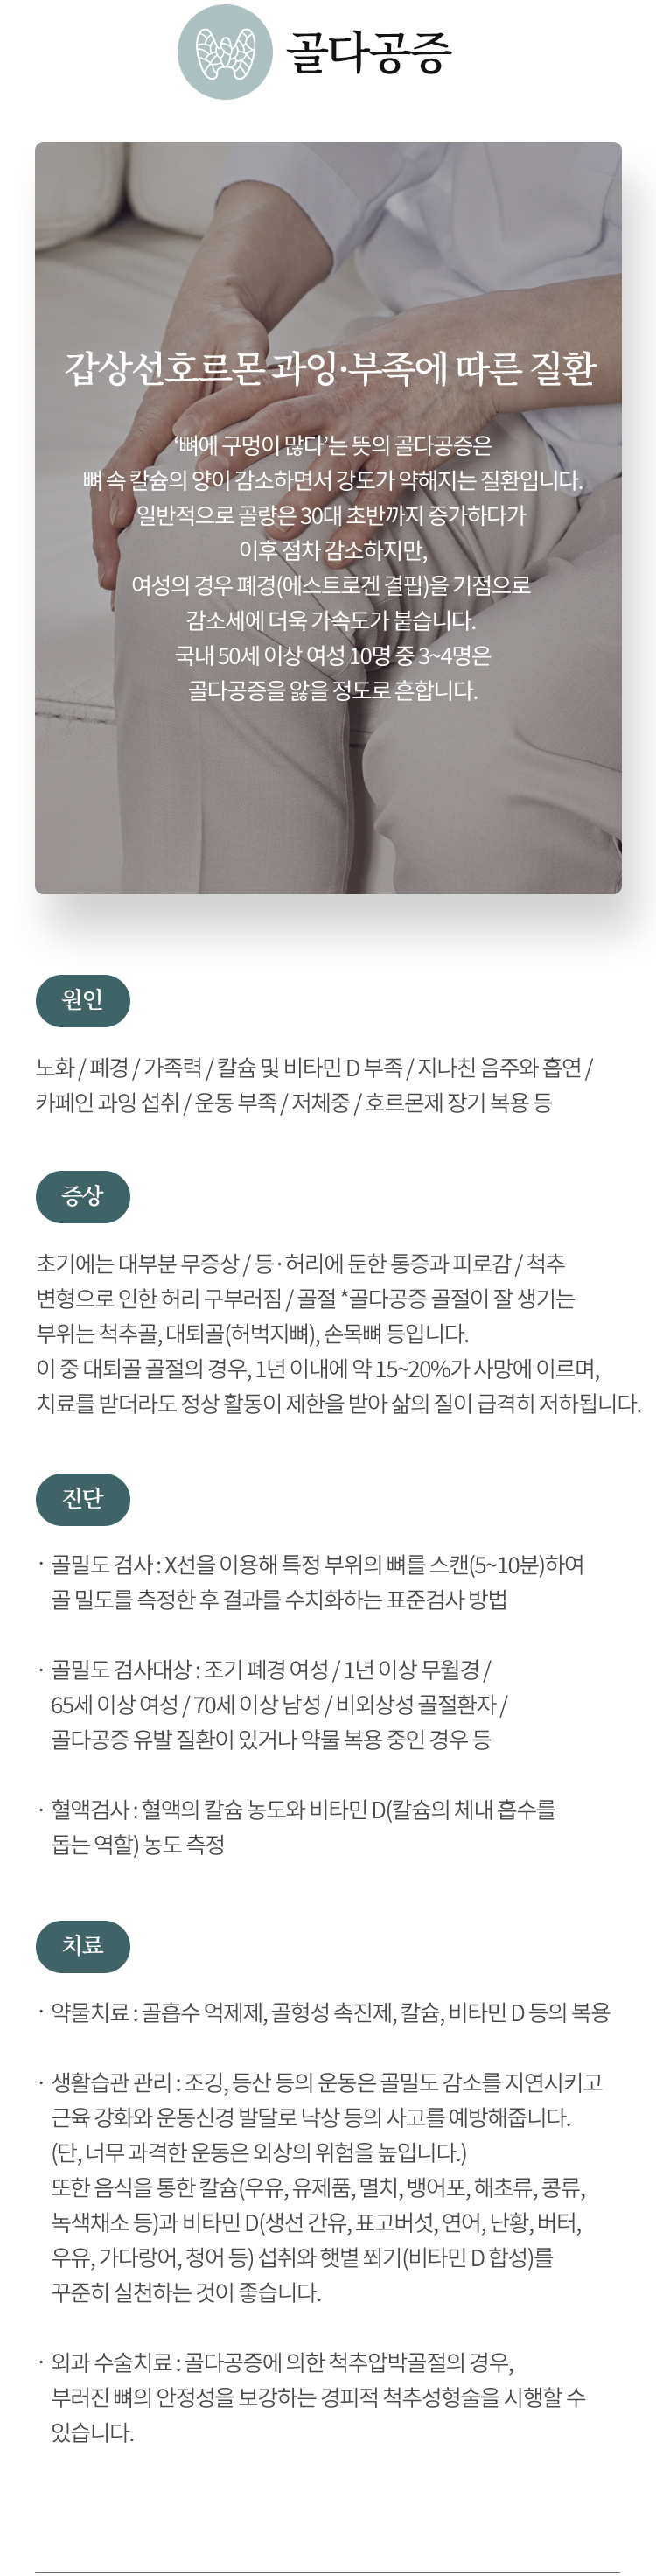 골다공증
갑상선호르몬 과잉·부족에 따른 질환
‘뼈에 구멍이 많다’는 뜻의 골다공증은
뼈 속 칼슘의 양이 감소하면서 강도가 약해지는 질환입니다.
일반적으로 골량은 30대 초반까지 증가하다가
이후 점차 감소하지만,
여성의 경우 폐경(에스트로겐 결핍)을 기점으로
감소세에 더욱 가속도가 붙습니다.
국내 50세 이상 여성 10명 중 3~4명은
골다공증을 앓을 정도로 흔합니다.
원인
노화 / 폐경 / 가족력 / 칼슘 및 비타민 D 부족 / 지나친 음주와 흡연 /
카페인 과잉 섭취 / 운동 부족 / 저체중 / 호르몬제 장기 복용 등
증상
초기에는 대부분 무증상 / 등·허리에 둔한 통증과 피로감 / 척추
변형으로 인한 허리 구부러짐 / 골절 *골다공증 골절이 잘 생기는
부위는 척추골, 대퇴골(허벅지뼈), 손목뼈 등입니다.
이 중 대퇴골 골절의 경우, 1년 이내에 약 15~20%가 사망에 이르며,
치료를 받더라도 정상 활동이 제한을 받아 삶의 질이 급격히 저하됩니다.
진단
· 골밀도 검사 : X선을 이용해 특정 부위의 뼈를 스캔(5~10분)하여
골 밀도를 측정한 후 결과를 수치화하는 표준검사 방법
· 골밀도 검사대상 : 조기 폐경 여성 / 1년 이상 무월경 /
65세 이상 여성 / 70세 이상 남성 / 비외상성 골절환자 /
골다공증 유발 질환이 있거나 약물 복용 중인 경우 등
· 혈액검사 : 혈액의 칼슘 농도와 비타민 D(칼슘의 체내 흡수를
돕는 역할) 농도 측정
치료
· 약물치료 : 골흡수 억제제, 골형성 촉진제, 칼슘, 비타민 D 등의 복용
· 생활습관 관리 : 조깅, 등산 등의 운동은 골밀도 감소를 지연시키고
근육 강화와 운동신경 발달로 낙상 등의 사고를 예방해줍니다.
(단, 너무 과격한 운동은 외상의 위험을 높입니다.)
또한 음식을 통한 칼슘(우유, 유제품, 멸치, 뱅어포, 해초류, 콩류,
녹색채소 등)과 비타민 D(생선 간유, 표고버섯, 연어, 난황, 버터,
우유, 가다랑어, 청어 등) 섭취와 햇볕 쬐기(비타민 D 합성)를
꾸준히 실천하는 것이 좋습니다.
· 외과 수술치료 : 골다공증에 의한 척추압박골절의 경우,
부러진 뼈의 안정성을 보강하는 경피적 척추성형술을 시행할 수
있습니다.